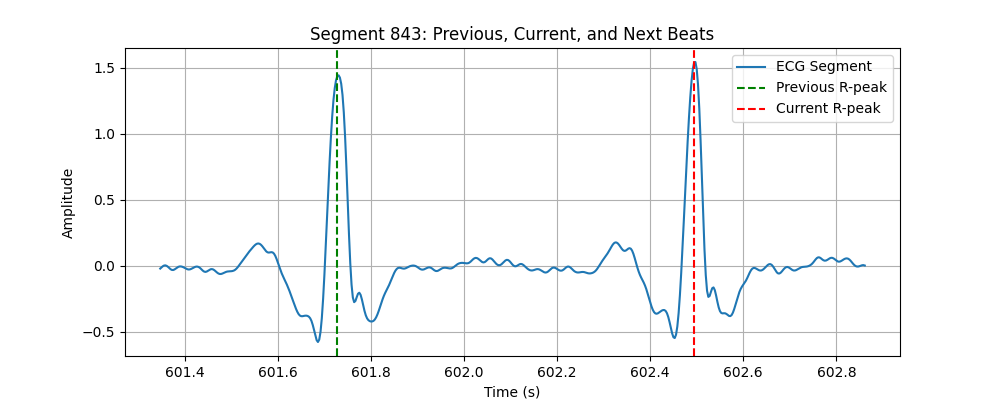 Segment 843: Previous, Current, and Next Beats
ECG Segment
Previous R-peak
Current R-peak
1.5
1.0
0.5
0.0
−0.5
Amplitude
601.4 601.6 601.8 602.0 602.2 602.4 602.6 602.8
Time (s)